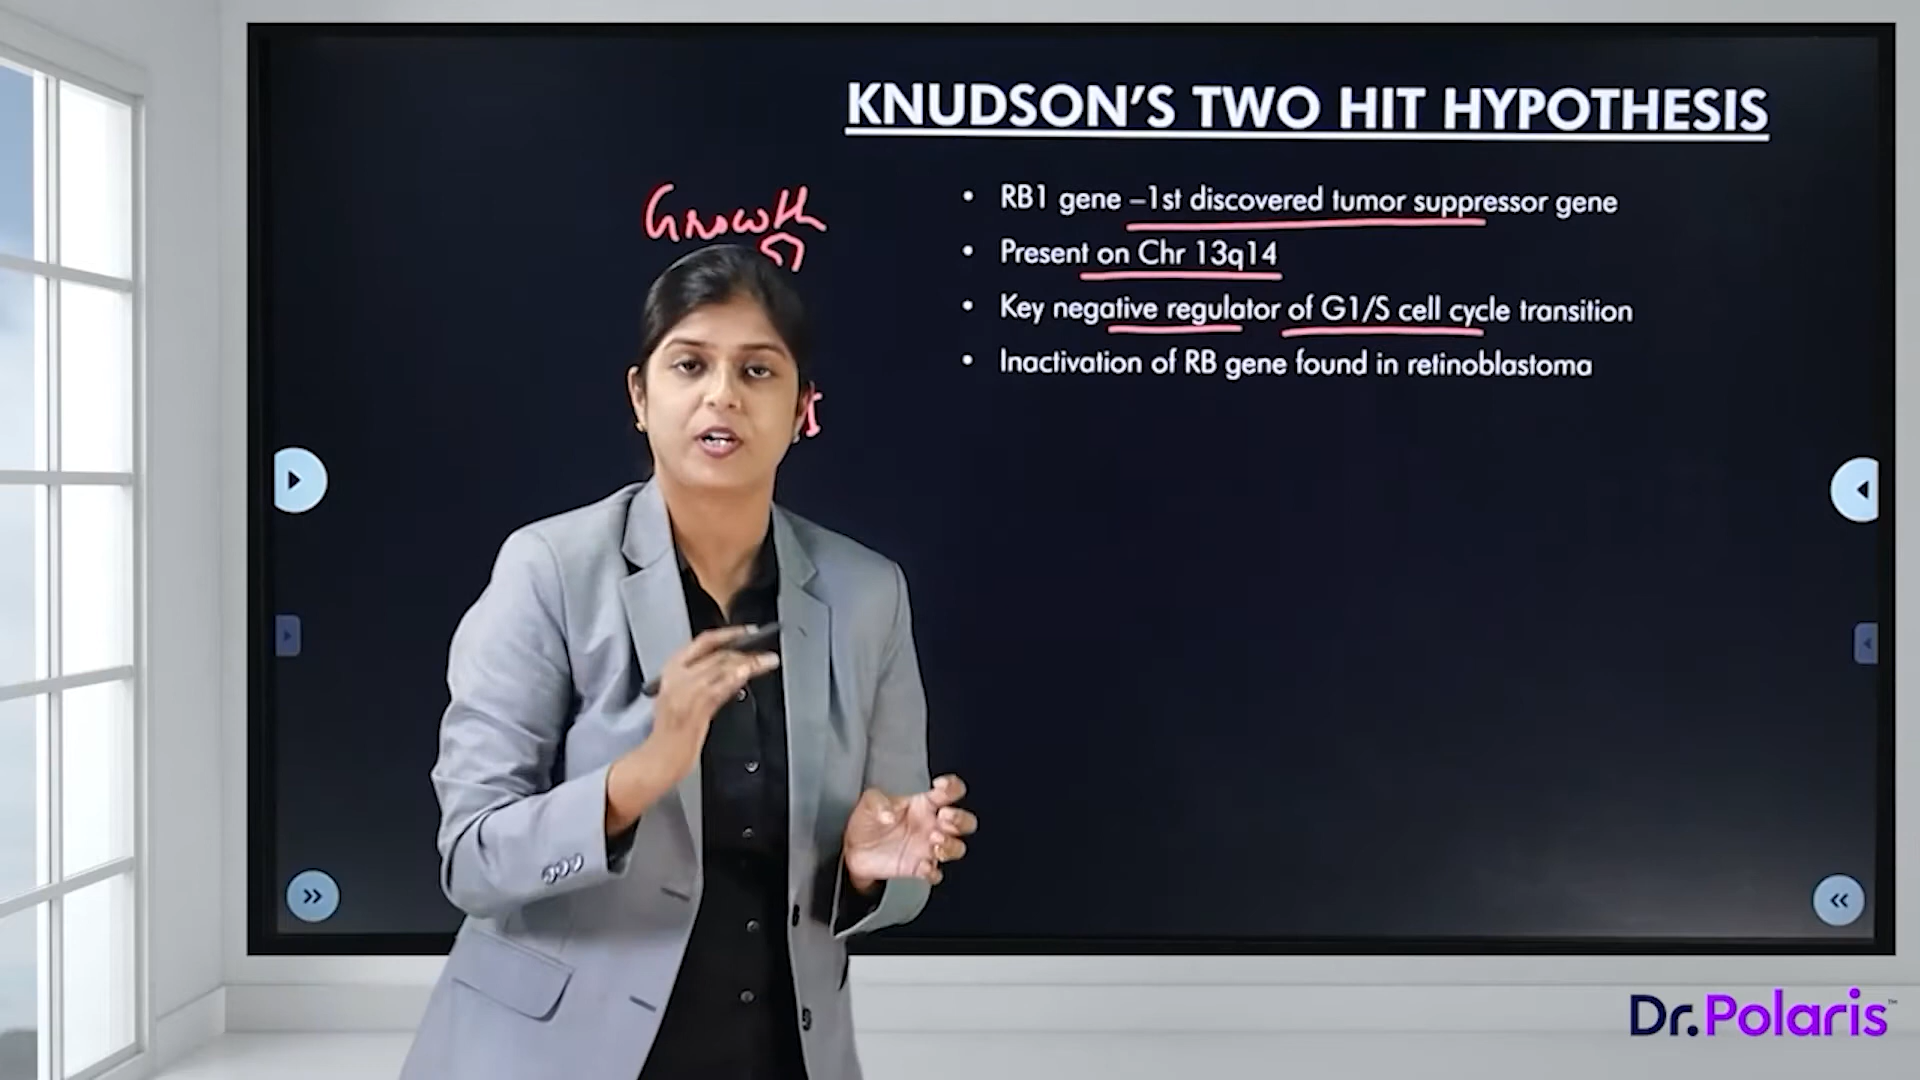 KNUDSON'S TWO HIT HYPOTHESIS
• RB1 gene –1st discovered tumor suppressor gene
• Present on Chr 13q14
• Key negative regulator of G1/S cell cycle transition
• Inactivation of RB gene found in retinoblastoma
Growth
Dr.Polaris™